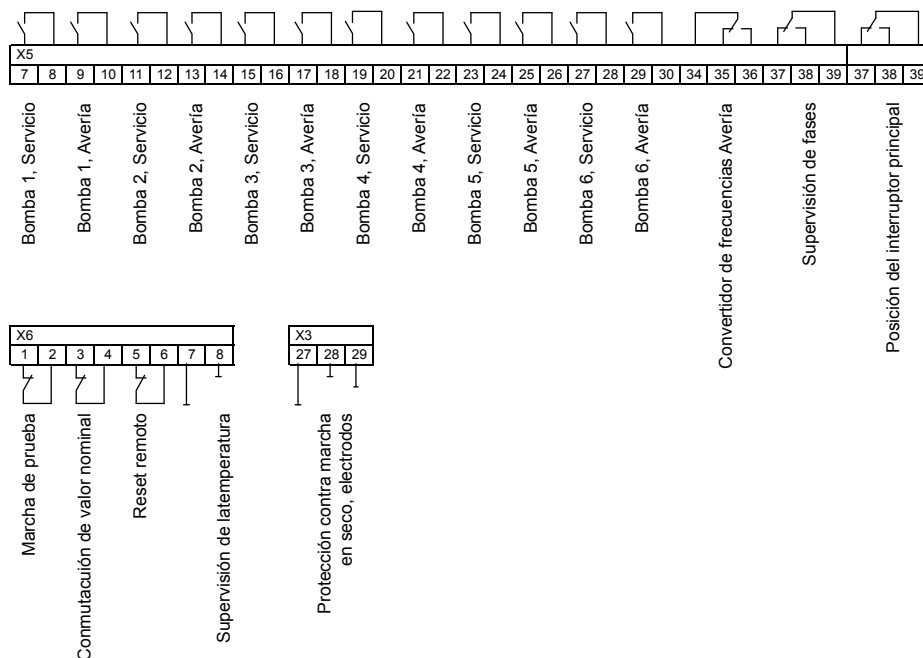 X5
7 8 9 10 11 12 13 14 15 16 17 18 19 20 21 22 23 24 25 26 27 28 29 30 34 35 36 37 38 39 37 38 39
Bomba 1, Servicio
Bomba 1, Avería
Bomba 2, Servicio
Bomba 2, Avería
Bomba 3, Servicio
Bomba 3, Avería
Bomba 4, Servicio
Bomba 4, Avería
Bomba 5, Servicio
Bomba 5, Avería
Bomba 6, Servicio
Bomba 6, Avería
Convertidor de frecuencias Avería
Supervisión de fases
Posición del interruptor principal
X6
1 2 3 4 5 6 7 8
Marcha de prueba
Conmutacuión de valor nominal
Reset remoto
Supervisión de latemperatura
X3
27 28 29
Protección contra marcha
en seco, electrodos